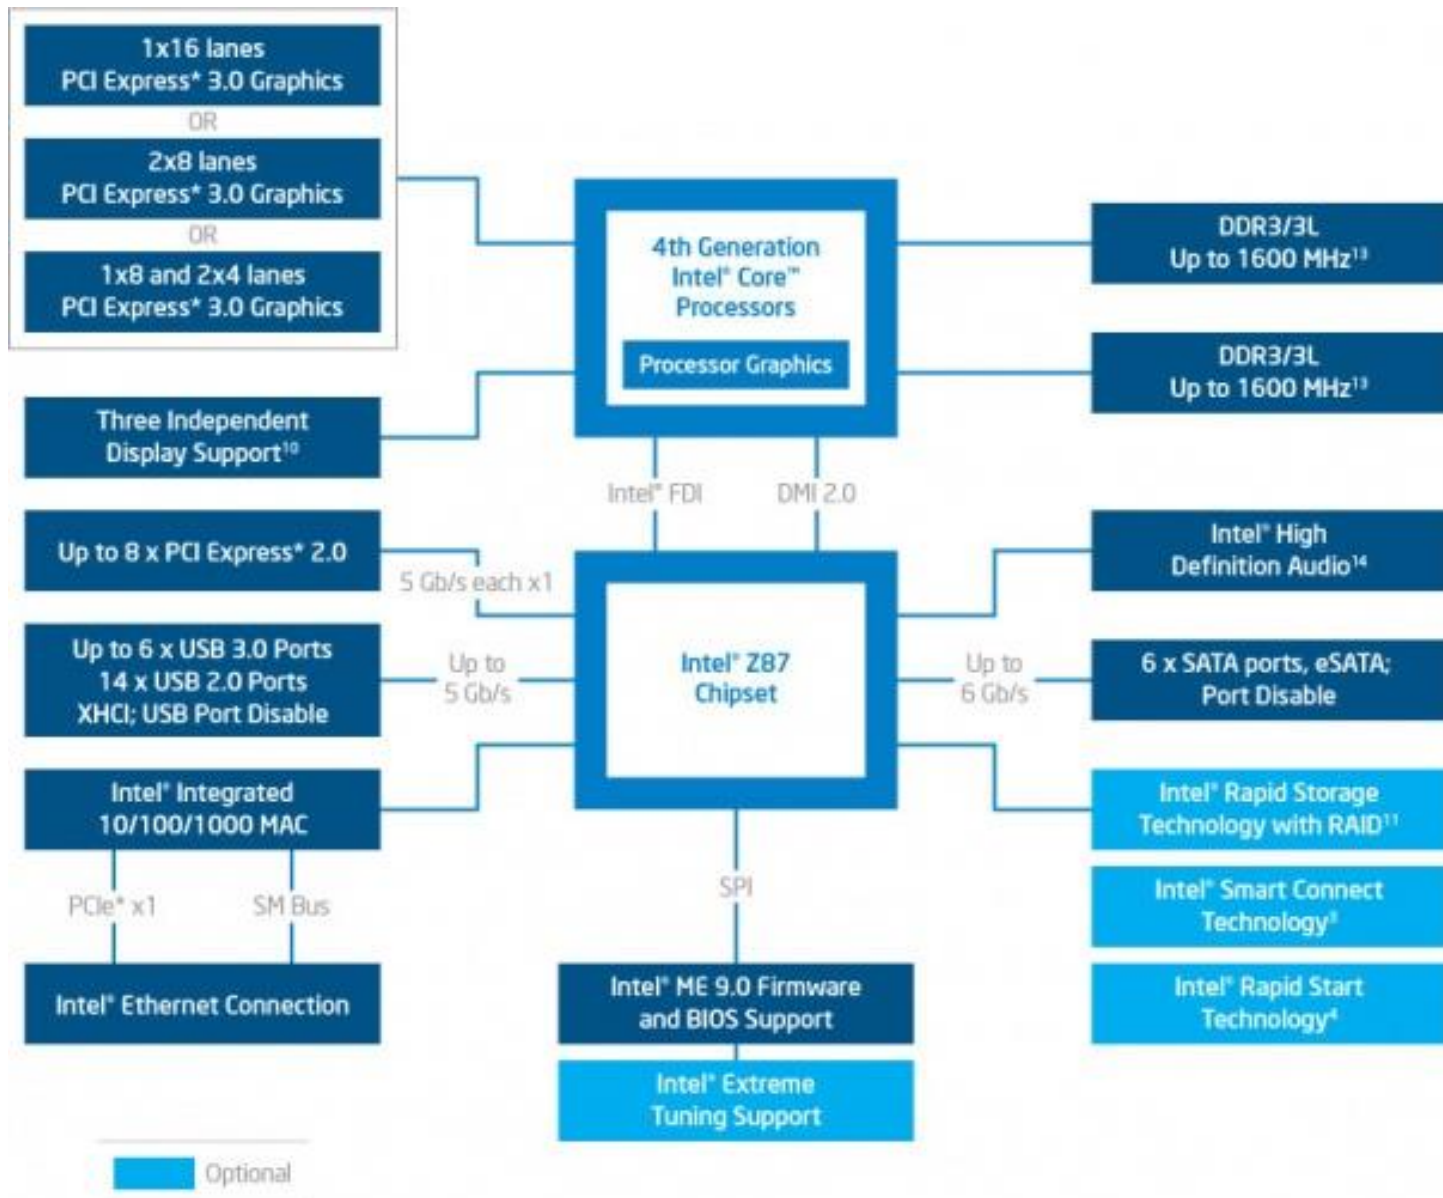 1x16 lanes
PCI Express* 3.0 Graphics
OR
2x8 lanes
PCI Express* 3.0 Graphics
OR
1x8 and 2x4 lanes
PCI Express* 3.0 Graphics
4th Generation
Intel® Core™
Processors
Processor Graphics
DDR3/3L
Up to 1600 MHz¹³
DDR3/3L
Up to 1600 MHz¹³
Three Independent
Display Support¹⁰
Intel® FDI
DMI 2.0
Up to 8 x PCI Express* 2.0
5 Gb/s each x1
Intel® High
Definition Audio¹⁴
Up to 6 x USB 3.0 Ports
14 x USB 2.0 Ports
XHCI; USB Port Disable
Up to
5 Gb/s
Intel® Z87
Chipset
Up to
6 Gb/s
6 x SATA ports, eSATA;
Port Disable
Intel® Integrated
10/100/1000 MAC
Intel® Rapid Storage
Technology with RAID¹¹
PCIe* x1
SM Bus
SPI
Intel® Smart Connect
Technology³
Intel® Ethernet Connection
Intel® ME 9.0 Firmware
and BIOS Support
Intel® Rapid Start
Technology⁴
Intel® Extreme
Tuning Support
Optional